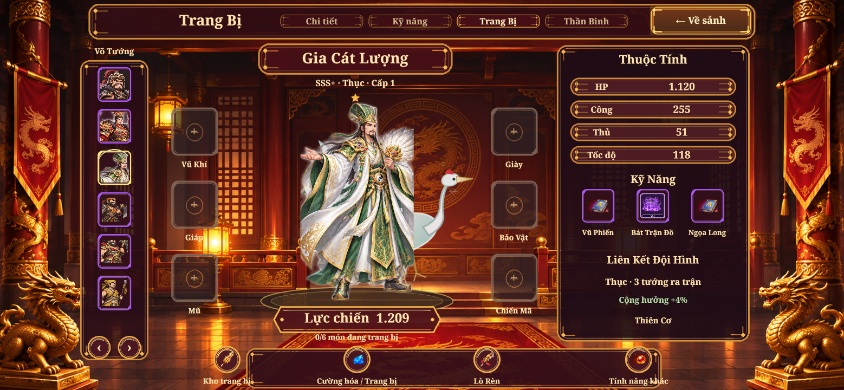 Trang Bị
Chi tiết
Kỹ năng
Trang Bị
Thần Binh
← Về sảnh
Võ Tướng
Gia Cát Lượng
SSS+ · Thục · Cấp 1
Vũ Khí
Giáp
Mũ
Giày
Bảo Vật
Chiến Mã
Lực chiến 1.209
0/6 món đang trang bị
Thuộc Tính
HP 1.120
Công 255
Thủ 51
Tốc độ 118
Kỹ Năng
Vũ Phiến
Bát Trận Đồ
Ngọa Long
Liên Kết Đội Hình
Thục · 3 tướng ra trận
Cộng hưởng +4%
Thiên Cơ
Kho trang bị
Cường hóa / Trang bị
Lò Rèn
Tính năng khác